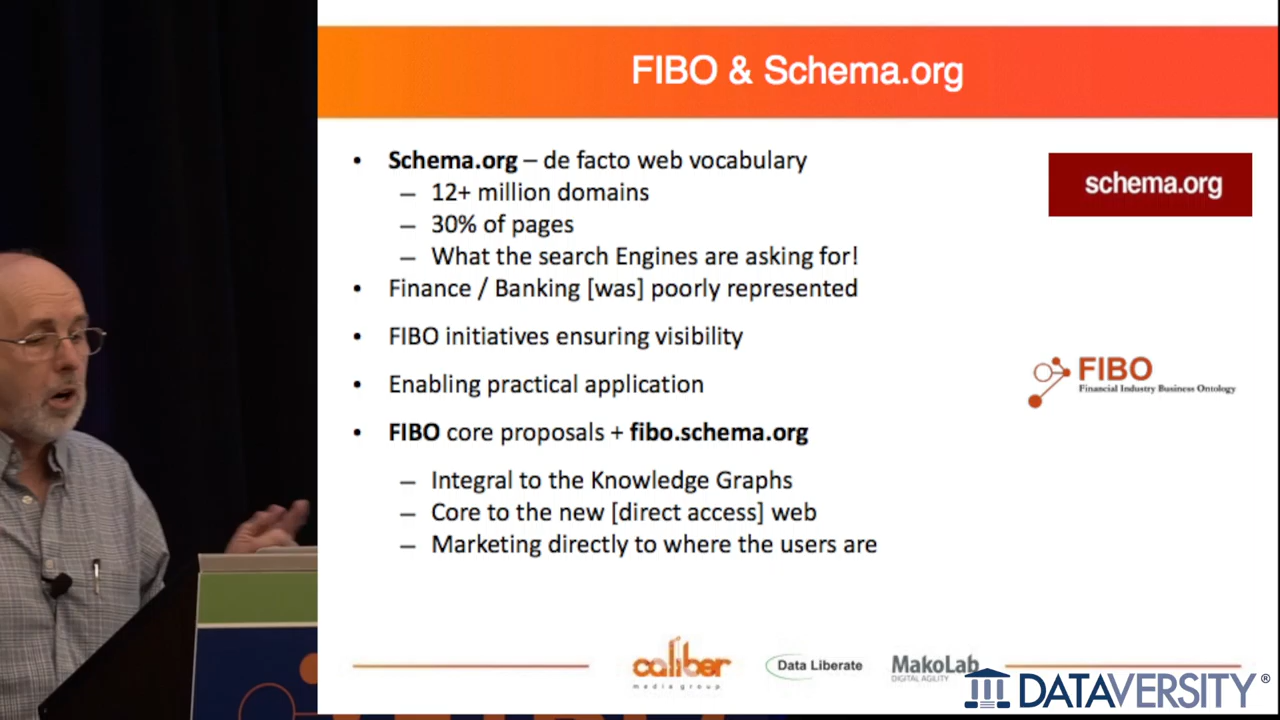 FIBO & Schema.org
• Schema.org – de facto web vocabulary
– 12+ million domains
– 30% of pages
– What the search Engines are asking for!
• Finance / Banking [was] poorly represented
• FIBO initiatives ensuring visibility
• Enabling practical application
• FIBO core proposals + fibo.schema.org
– Integral to the Knowledge Graphs
– Core to the new [direct access] web
– Marketing directly to where the users are
schema.org
FIBO
Financial Industry Business Ontology
caliber
media group
Data Liberate
MakoLab
DIGITAL AGILITY
DATAVERSITY®